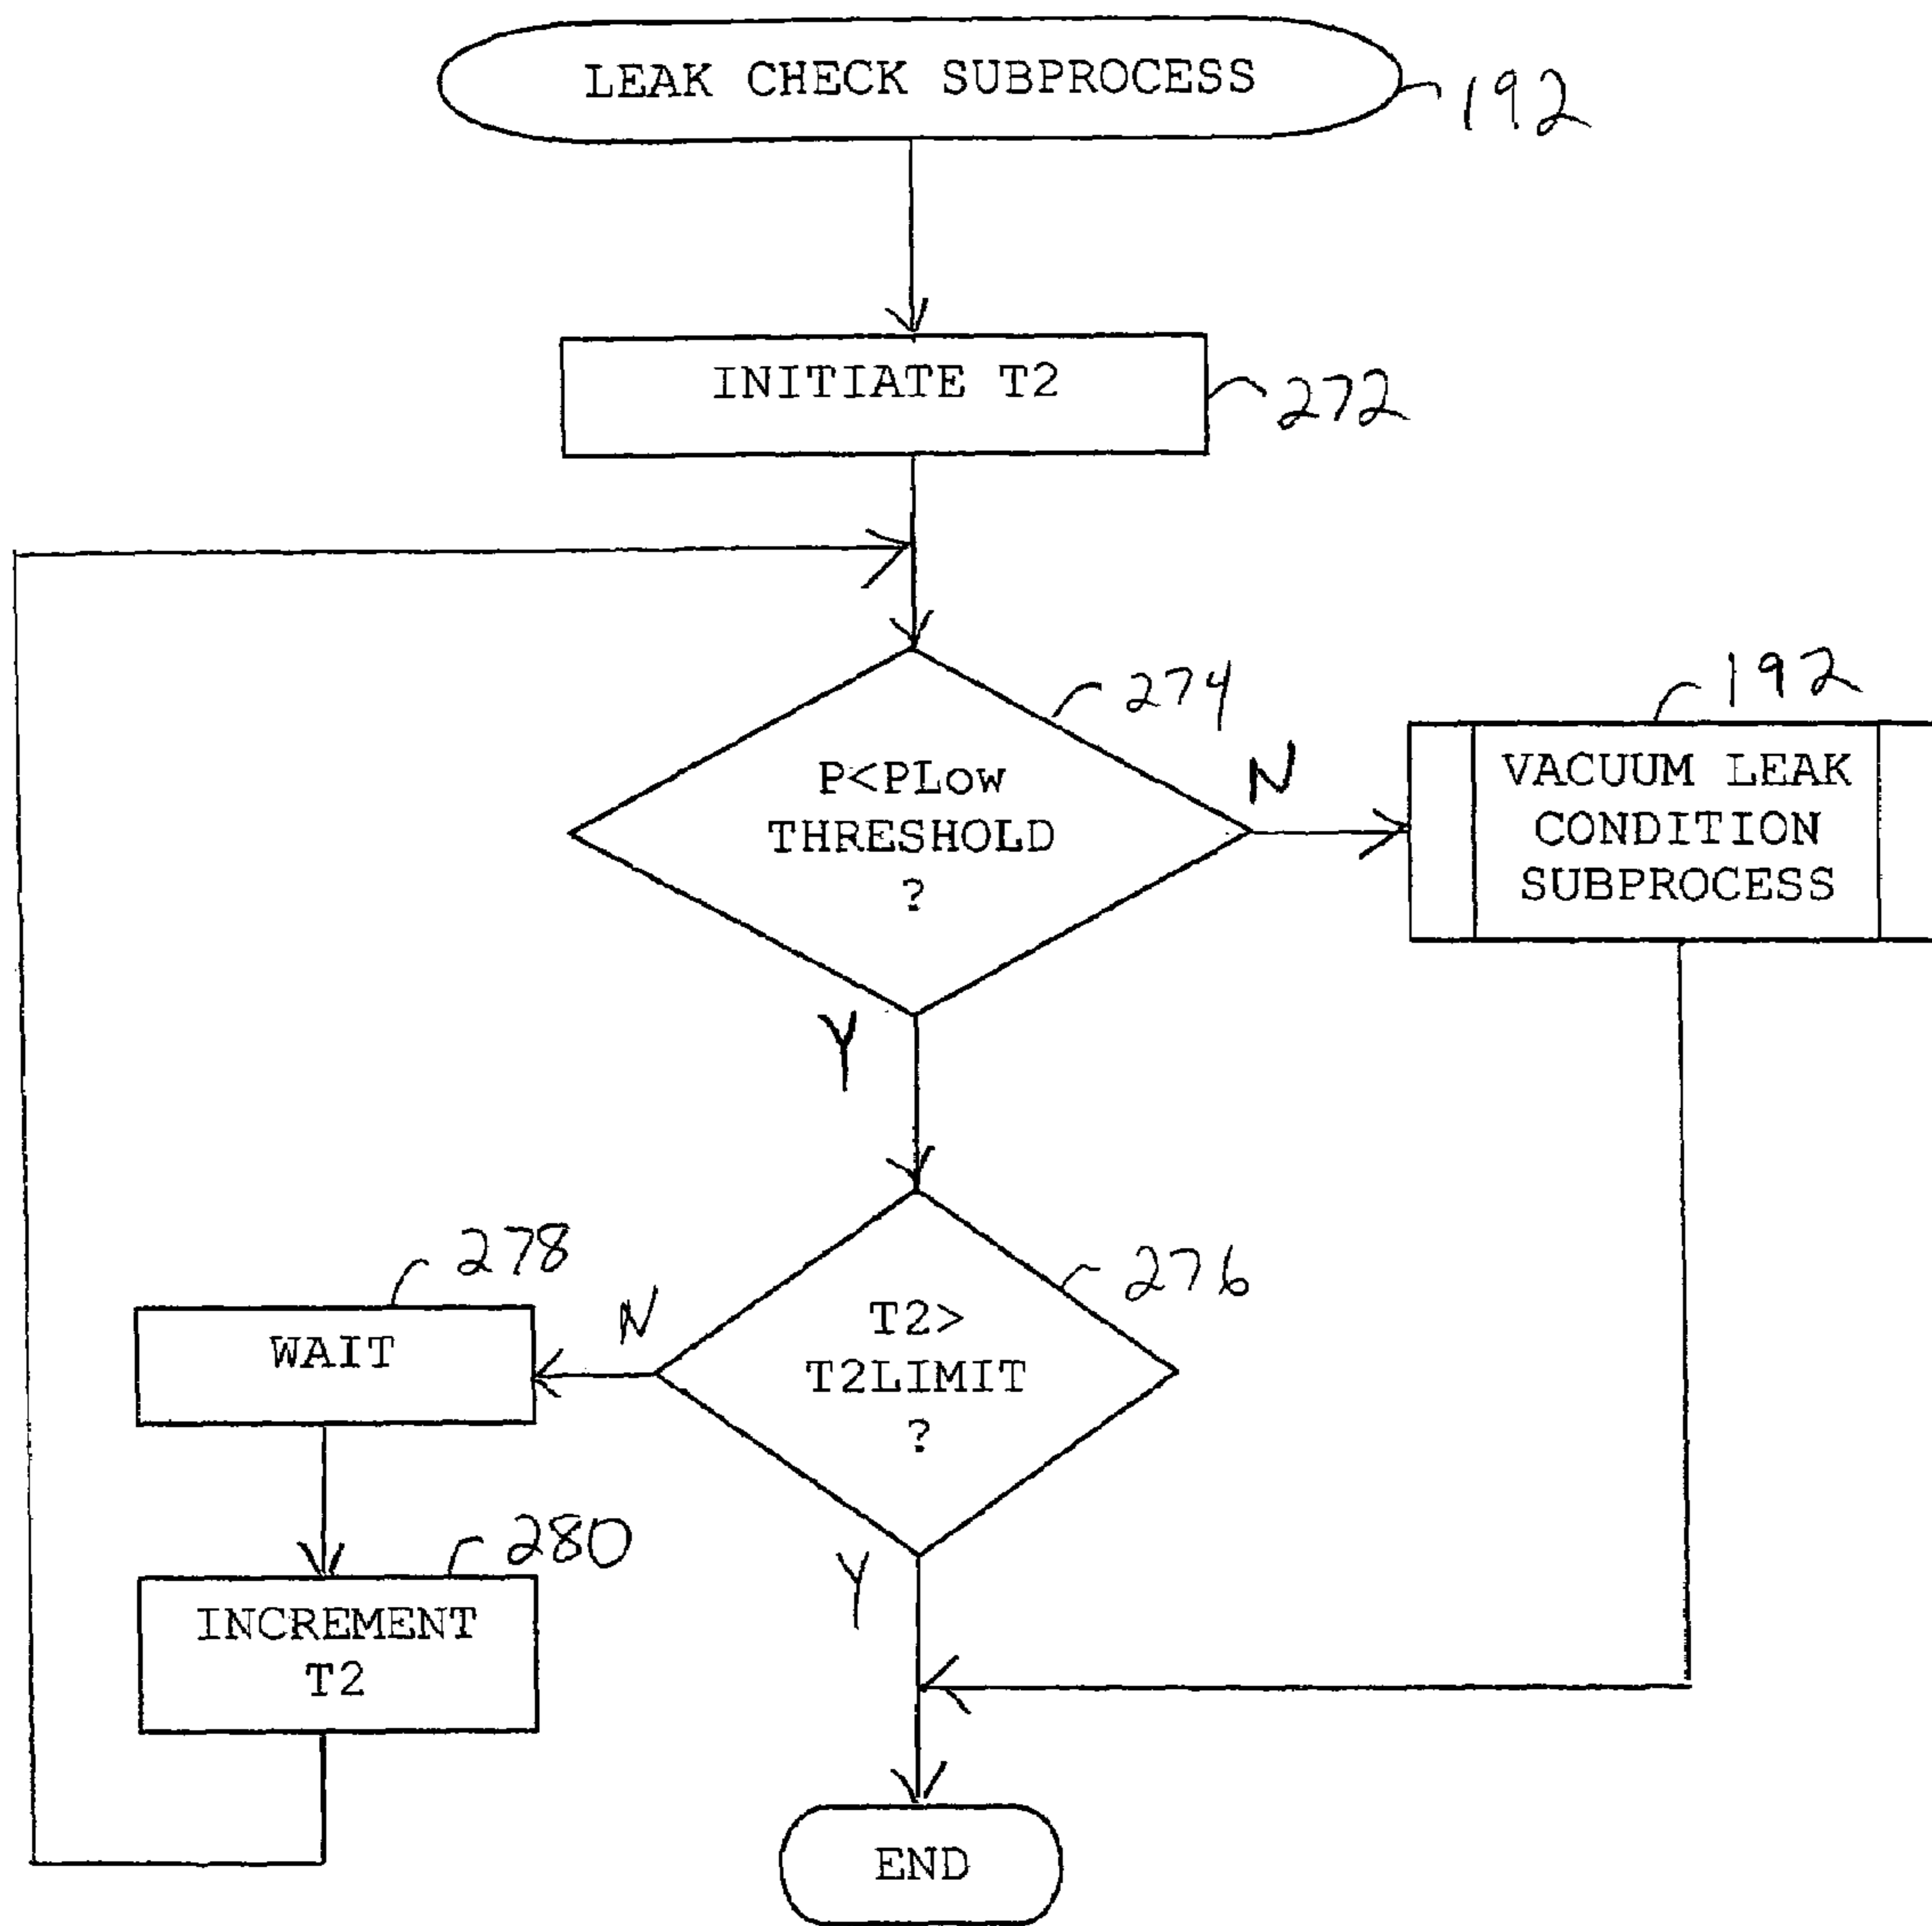 LEAK CHECK SUBPROCESS
192
INITIATE T2
272
274
P<PLOW
THRESHOLD
?
N
192
VACUUM LEAK
CONDITION
SUBPROCESS
Y
276
T2>
T2LIMIT
?
N
278
WAIT
280
INCREMENT
T2
Y
END